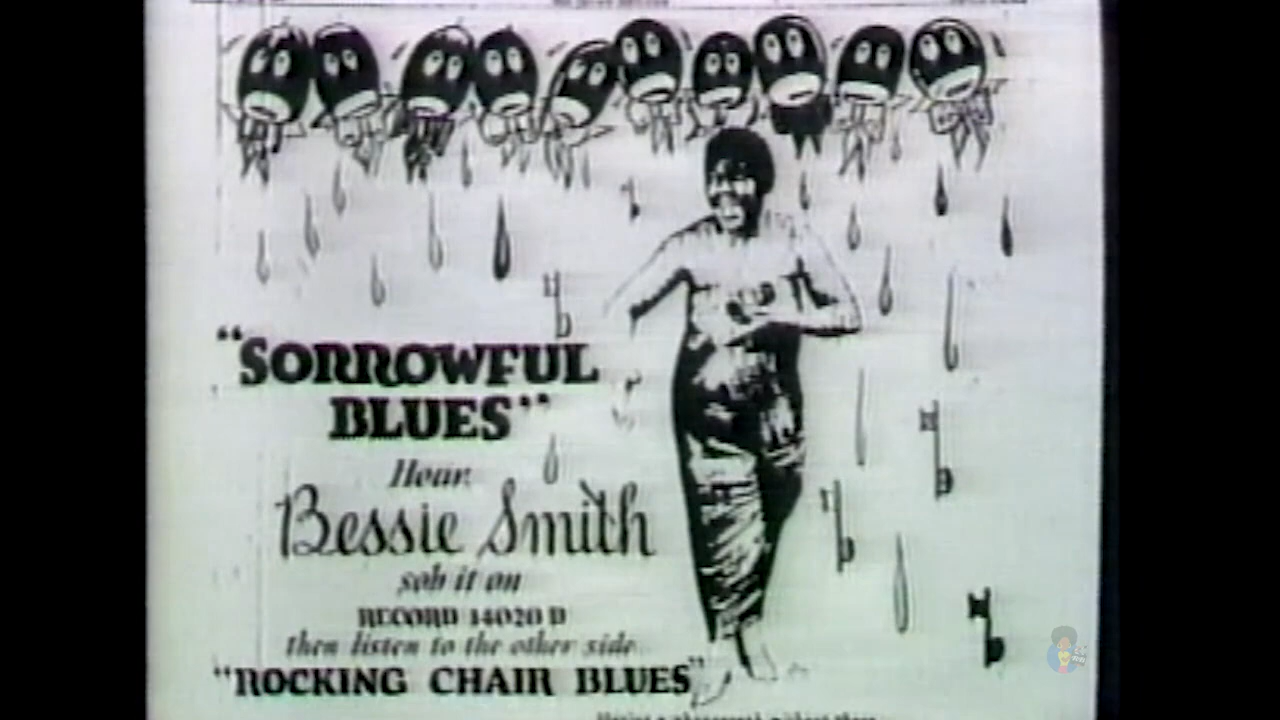 "SORROWFUL
BLUES"
Hear
Bessie Smith
sob it on
RECORD 14020 D
then listen to the other side
"ROCKING CHAIR BLUES"